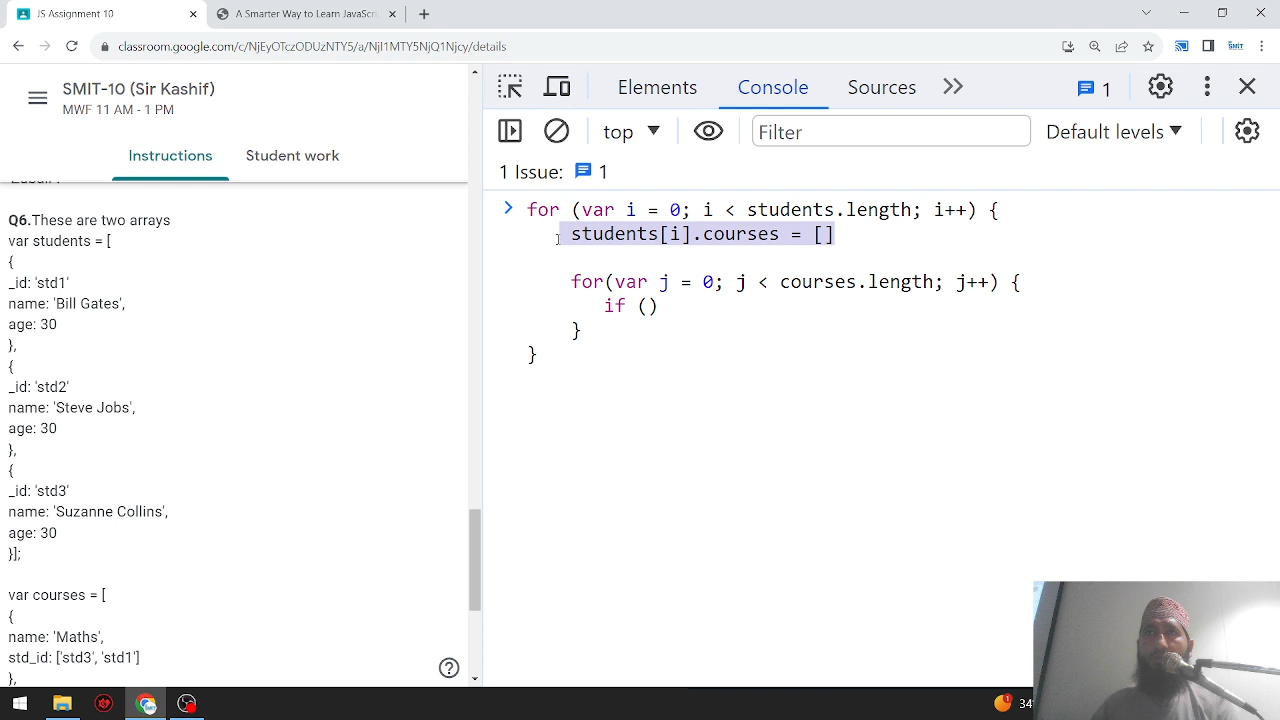 JS Assignment 10
A Smarter Way to Learn JavaScri
classroom.google.com/c/NjEyOTczODUzNTY5/a/NjI1MTY5NjQ1Njcy/details
SMIT
SMIT-10 (Sir Kashif)
MWF 11 AM - 1 PM
Instructions
Student work
Q6.These are two arrays
var students = [
{
_id: 'std1'
name: 'Bill Gates',
age: 30
},
{
_id: 'std2'
name: 'Steve Jobs',
age: 30
},
{
_id: 'std3'
name: 'Suzanne Collins',
age: 30
}];
var courses = [
{
name: 'Maths',
std_id: ['std3', 'std1']
},
Elements
Console
Sources
1
top
Filter
Default levels
1 Issue: 1
for (var i = 0; i < students.length; i++) {
students[i].courses = []
for(var j = 0; j < courses.length; j++) {
if ()
}
}
1
34